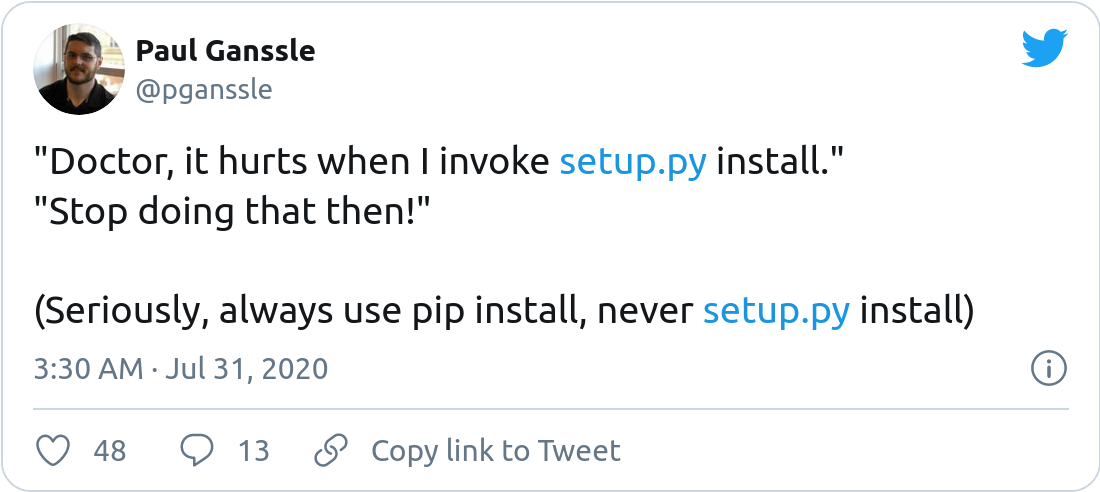 Paul Ganssle
@pganssle
"Doctor, it hurts when I invoke setup.py install."
"Stop doing that then!"
(Seriously, always use pip install, never setup.py install)
3:30 AM · Jul 31, 2020
48 13 Copy link to Tweet